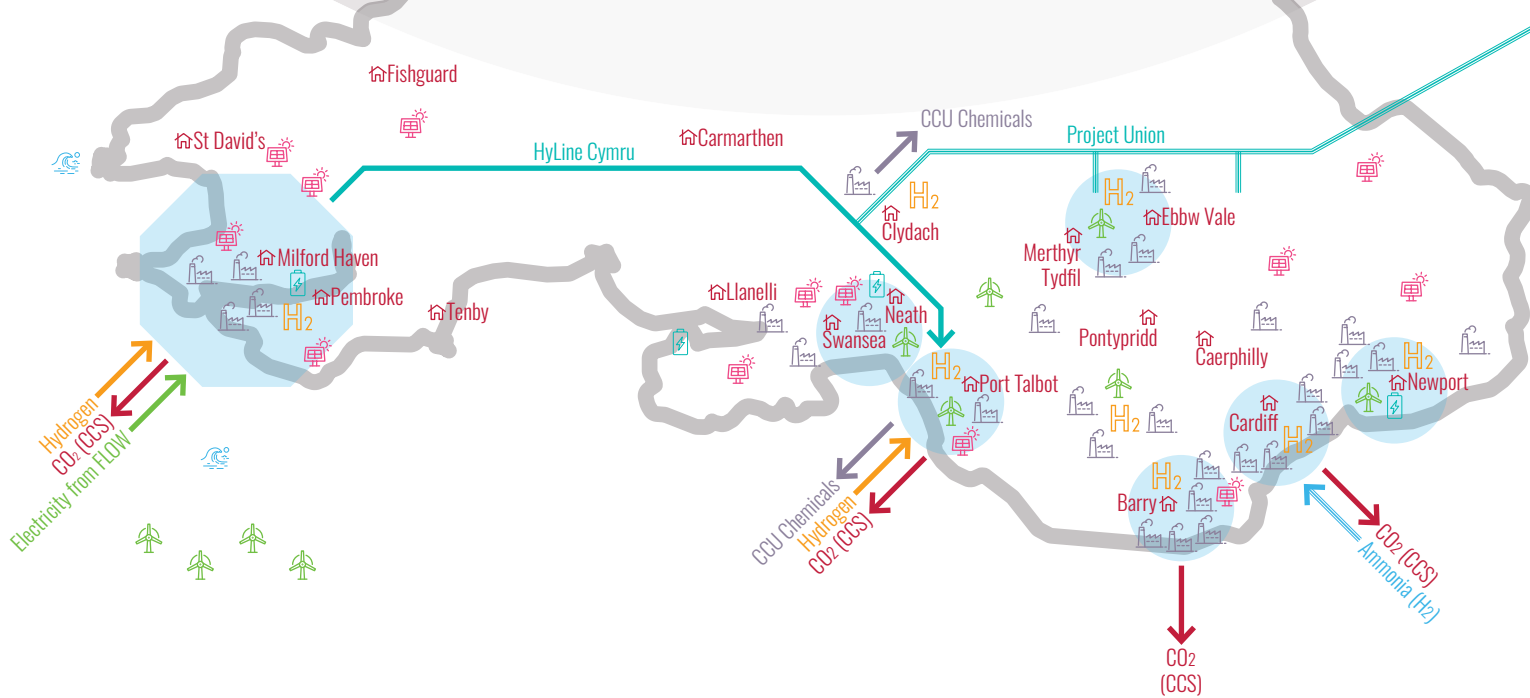 Fishguard
CCU Chemicals
St David's
Carmarthen
Project Union
HyLine Cymru
H2
H2
Clydach
Ebbw Vale
Merthyr
Tydfil
Milford Haven
Pembroke
H2
Tenby
Llanelli
Neath
Swansea
Pontypridd
Caerphilly
H2
Port Talbot
H2
Newport
H2
Cardiff
H2
H2
Barry
Hydrogen
CO2 (CCS)
Electricity from FLOW
CCU Chemicals
Hydrogen
CO2 (CCS)
CO2 (CCS)
Ammonia (H2)
CO2
(CCS)